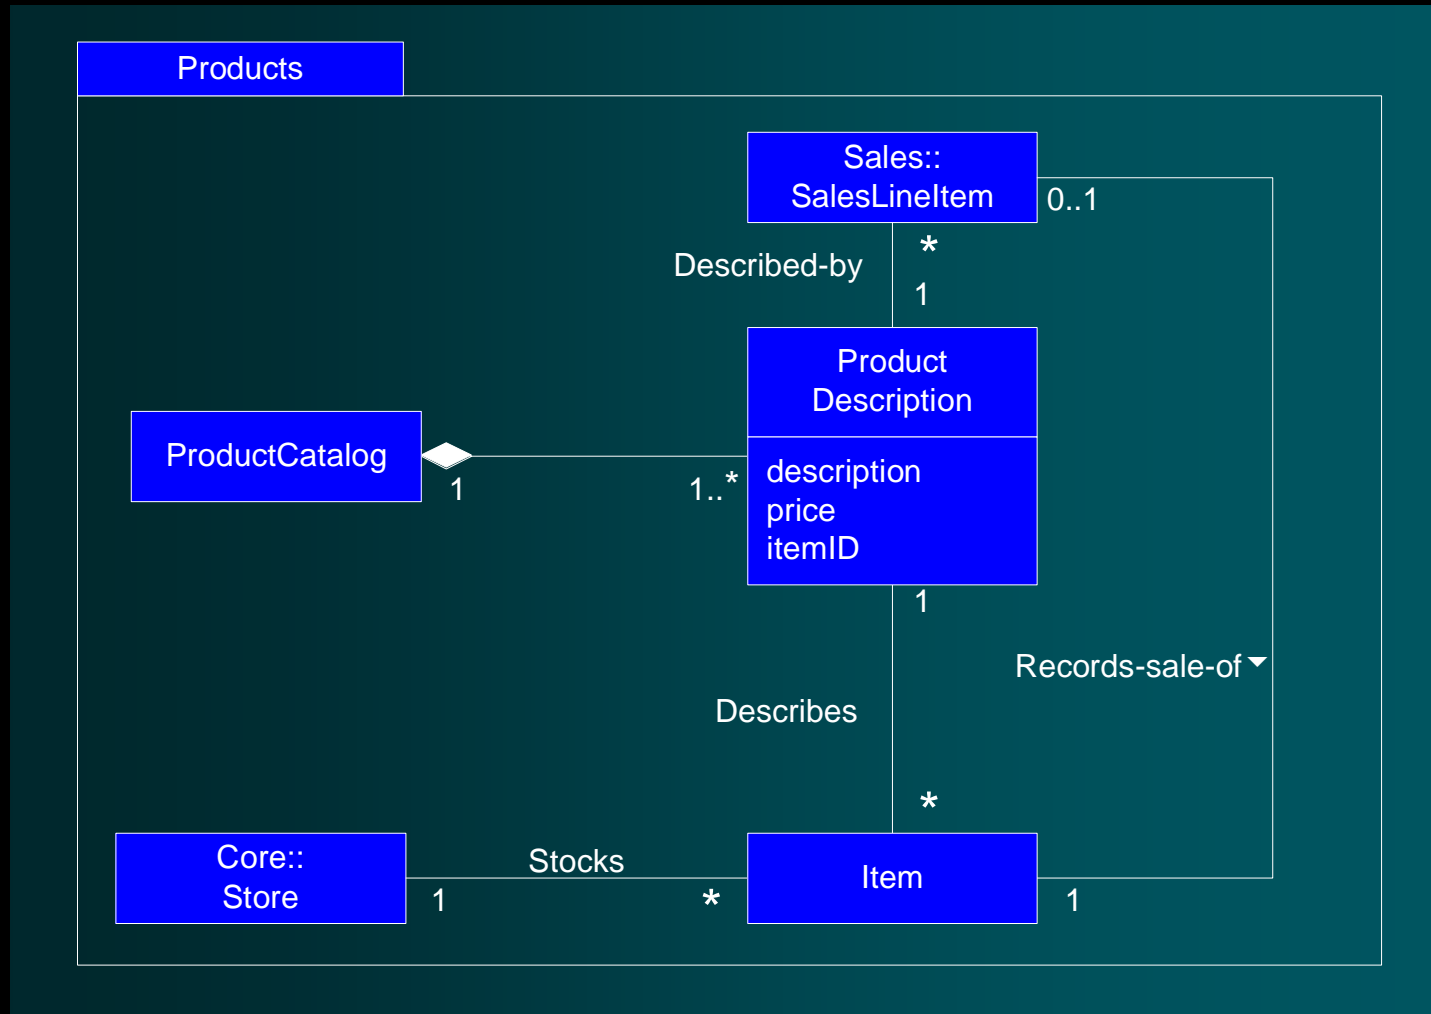 Products
Sales::
SalesLineItem
0..1
*
Described-by
1
Product
Description
ProductCatalog
1
1..*
description
price
itemID
1
Records-sale-of
Describes
*
Core::
Store
Stocks
1
*
Item
1